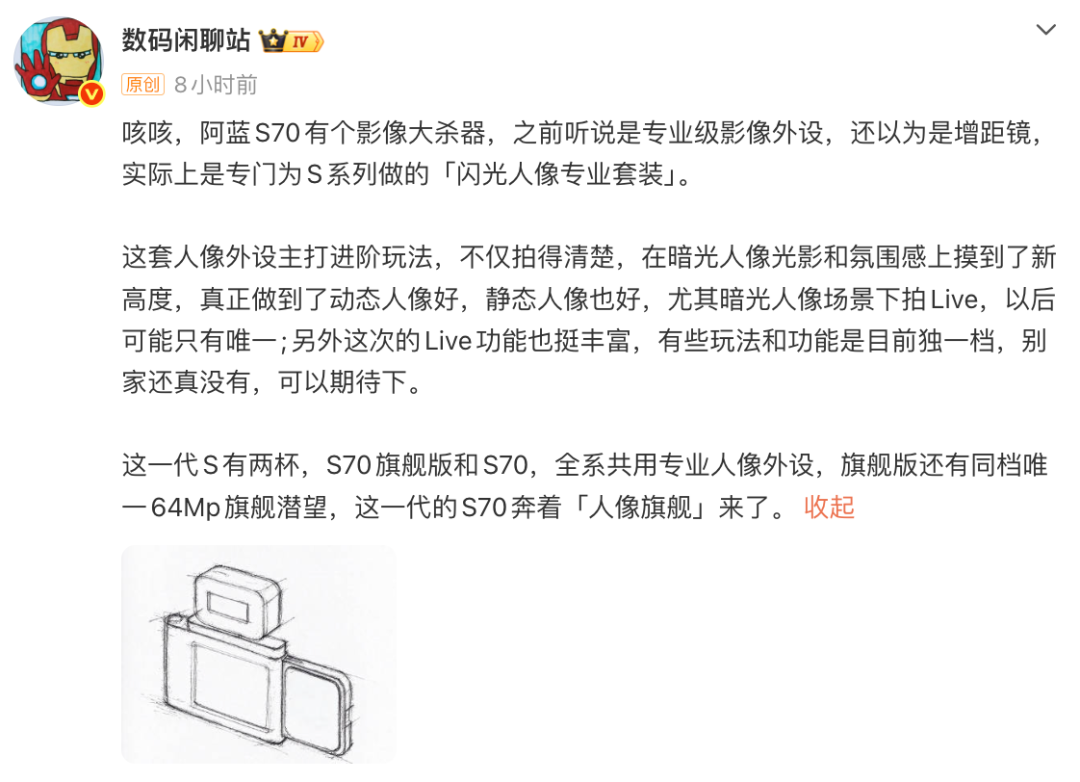 数码闲聊站 IV
原创 8小时前
咳咳，阿蓝S70有个影像大杀器，之前听说是专业级影像外设，还以为是增距镜，
实际上是专门为S系列做的「闪光人像专业套装」。
这套人像外设主打进阶玩法，不仅拍得清楚，在暗光人像光影和氛围感上摸到了新
高度，真正做到了动态人像好，静态人像也好，尤其暗光人像场景下拍Live，以后
可能只有唯一;另外这次的Live功能也挺丰富，有些玩法和功能是目前独一档，别
家还真没有，可以期待下。
这一代S有两杯，S70旗舰版和S70，全系共用专业人像外设，旗舰版还有同档唯
一64Mp旗舰潜望，这一代的S70奔着「人像旗舰」来了。 收起